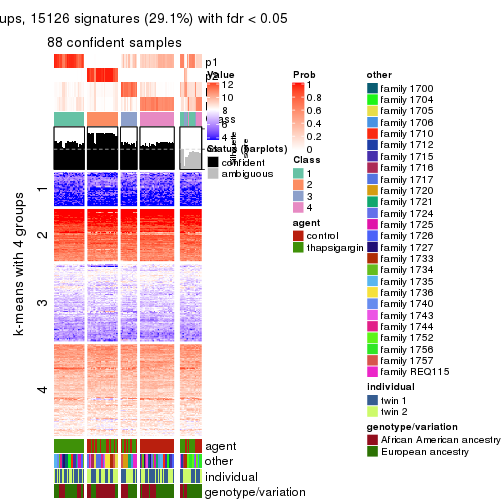 ups, 15126 signatures (29.1%) with fdr < 0.05
88 confident samples
k-means with 4 groups
1
2
3
4
p1
p2
Class
agent
other
individual
genotype/variation
Value
12
10
8
6
4
Status (barplots)
confident
ambiguous
Prob
1
0.8
0.6
0.4
0.2
0
Class
1
2
3
4
agent
control
thapsigargin
other
family 1700
family 1704
family 1705
family 1706
family 1710
family 1712
family 1715
family 1716
family 1717
family 1720
family 1721
family 1724
family 1725
family 1726
family 1727
family 1733
family 1734
family 1735
family 1736
family 1740
family 1743
family 1744
family 1752
family 1756
family 1757
family REQ115
individual
twin 1
twin 2
genotype/variation
African American ancestry
European ancestry